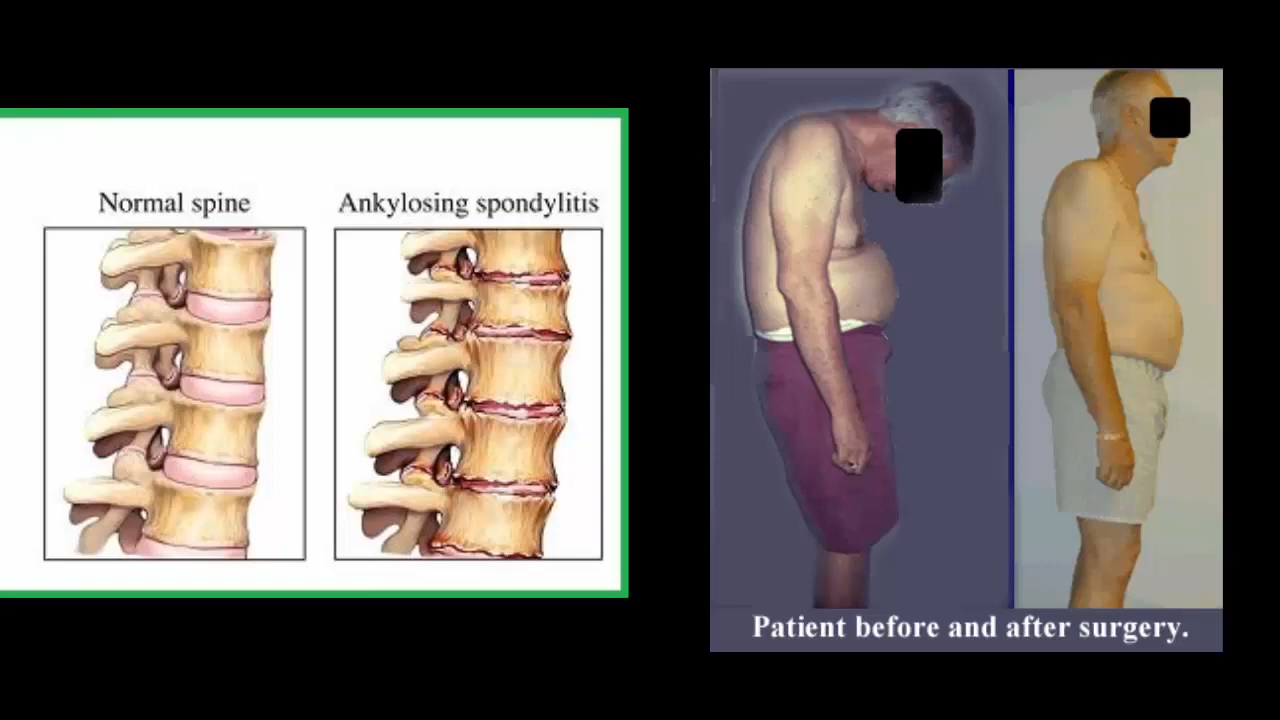 Normal spine
Ankylosing spondylitis
Patient before and after surgery.